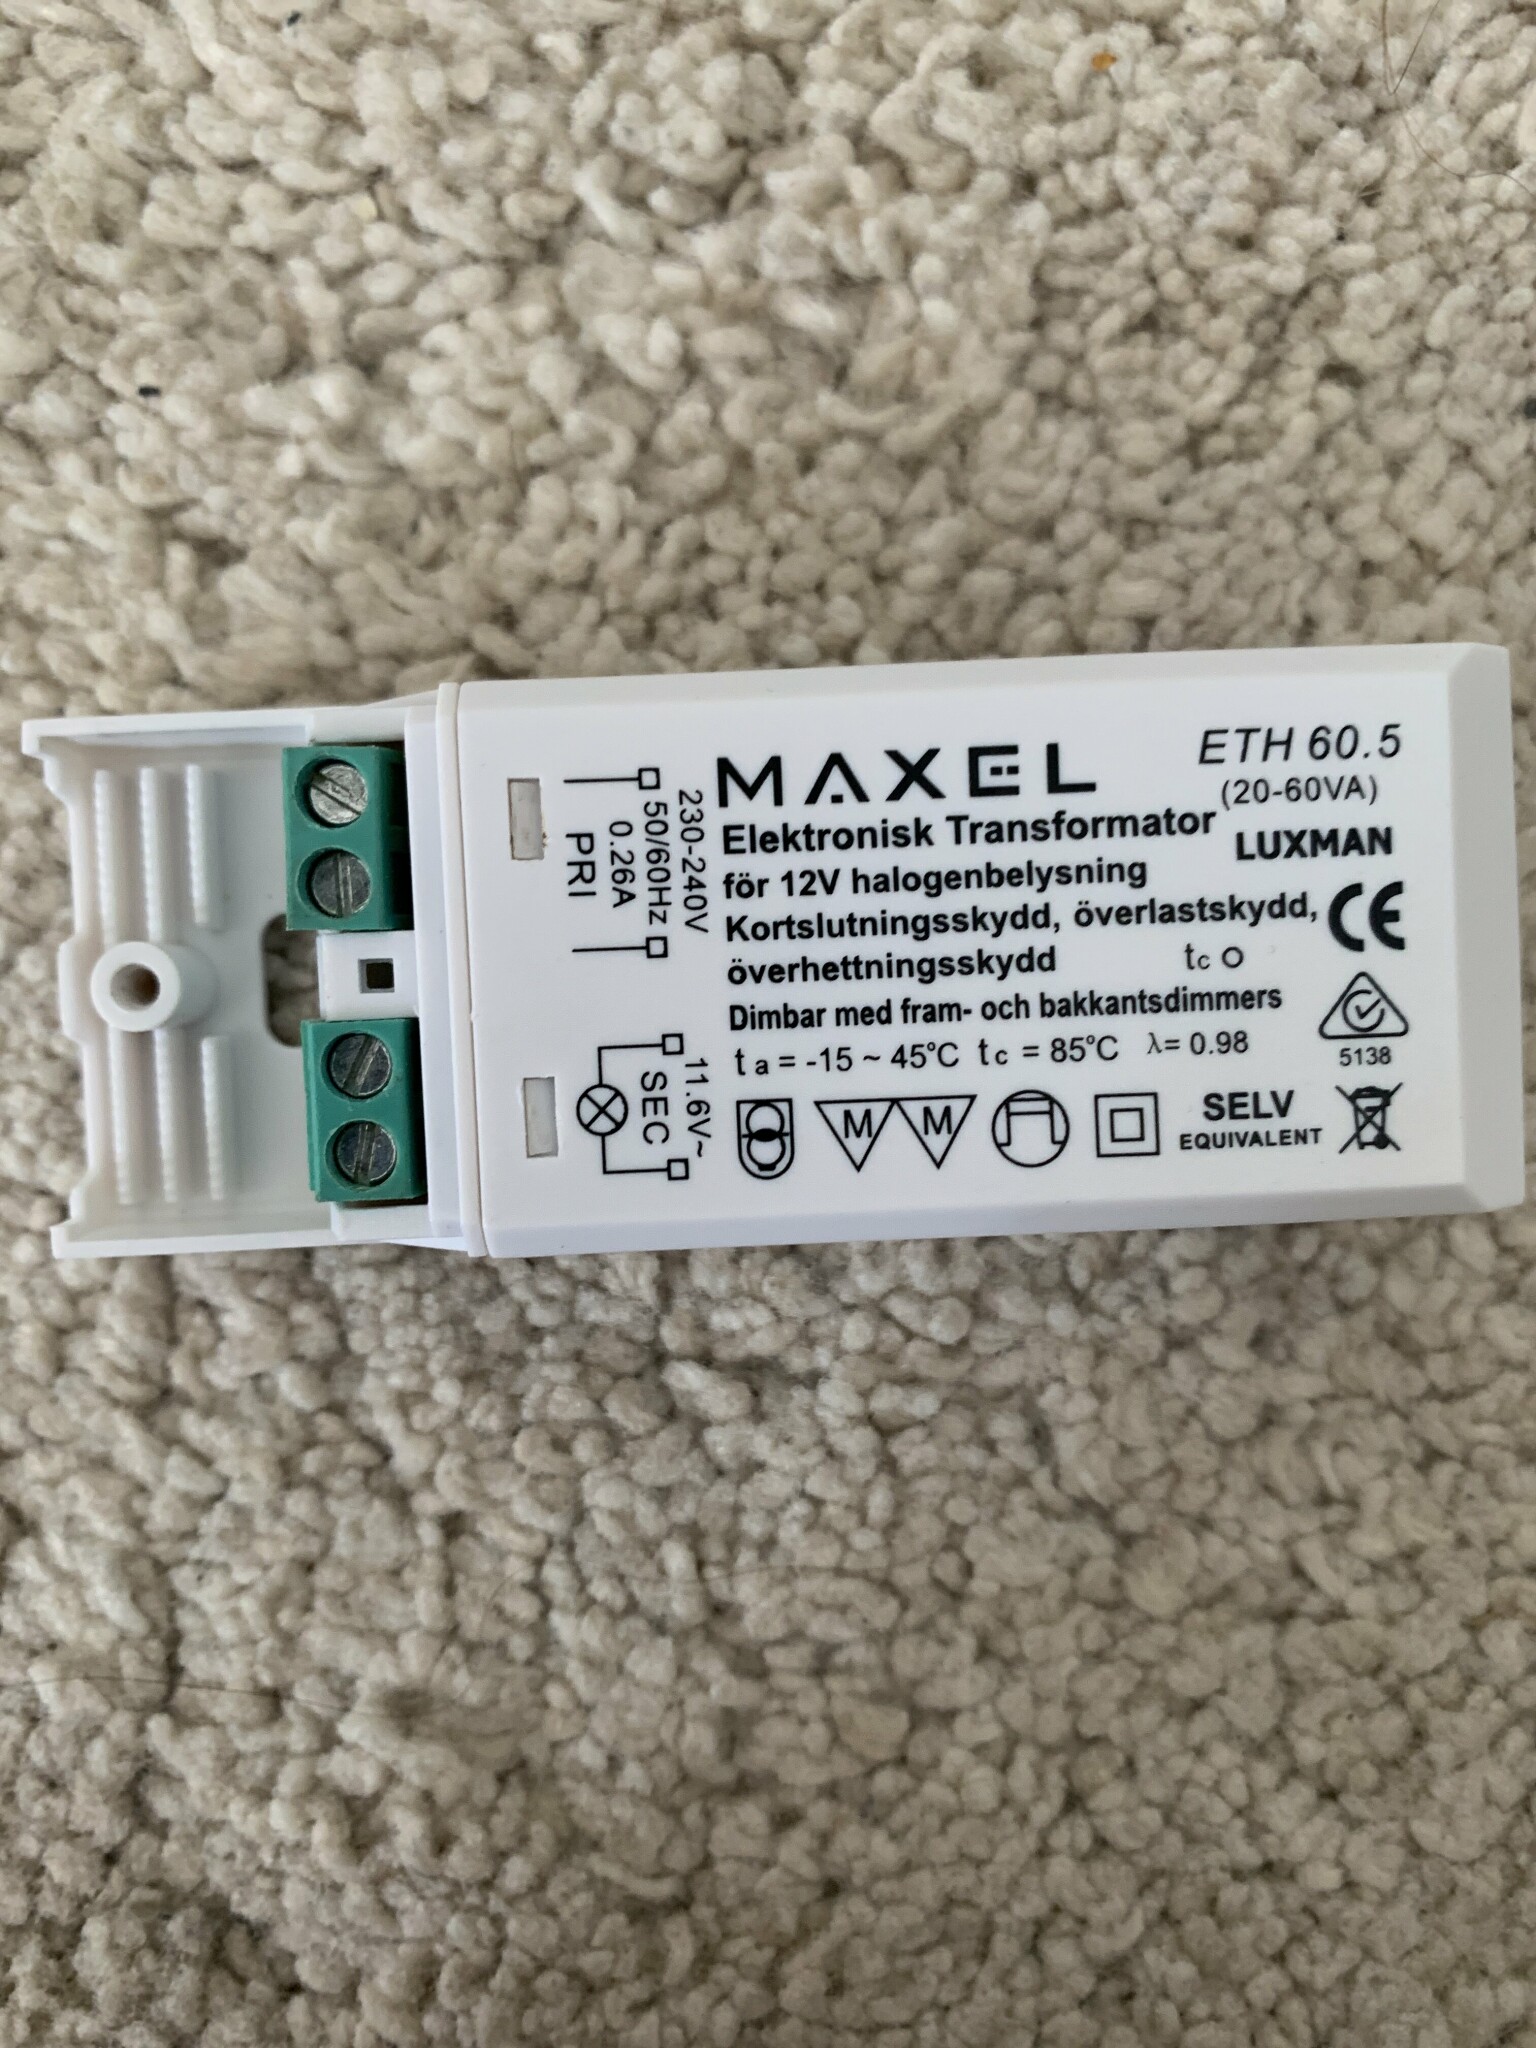 MAXEL
ETH 60.5
(20-60VA)
Elektronisk Transformator
LUXMAN
för 12V halogenbelysning
Kortslutningsskydd, överlastskydd,
överhettningsskydd
tc
CE
Dimbar med fram- och bakkantsdimmers
ta = -15 ~ 45°C tc = 85°C λ= 0.98
5138
M M
SELV
EQUIVALENT
230-240V
50/60Hz
0.26A
PRI
11.6V~
SEC